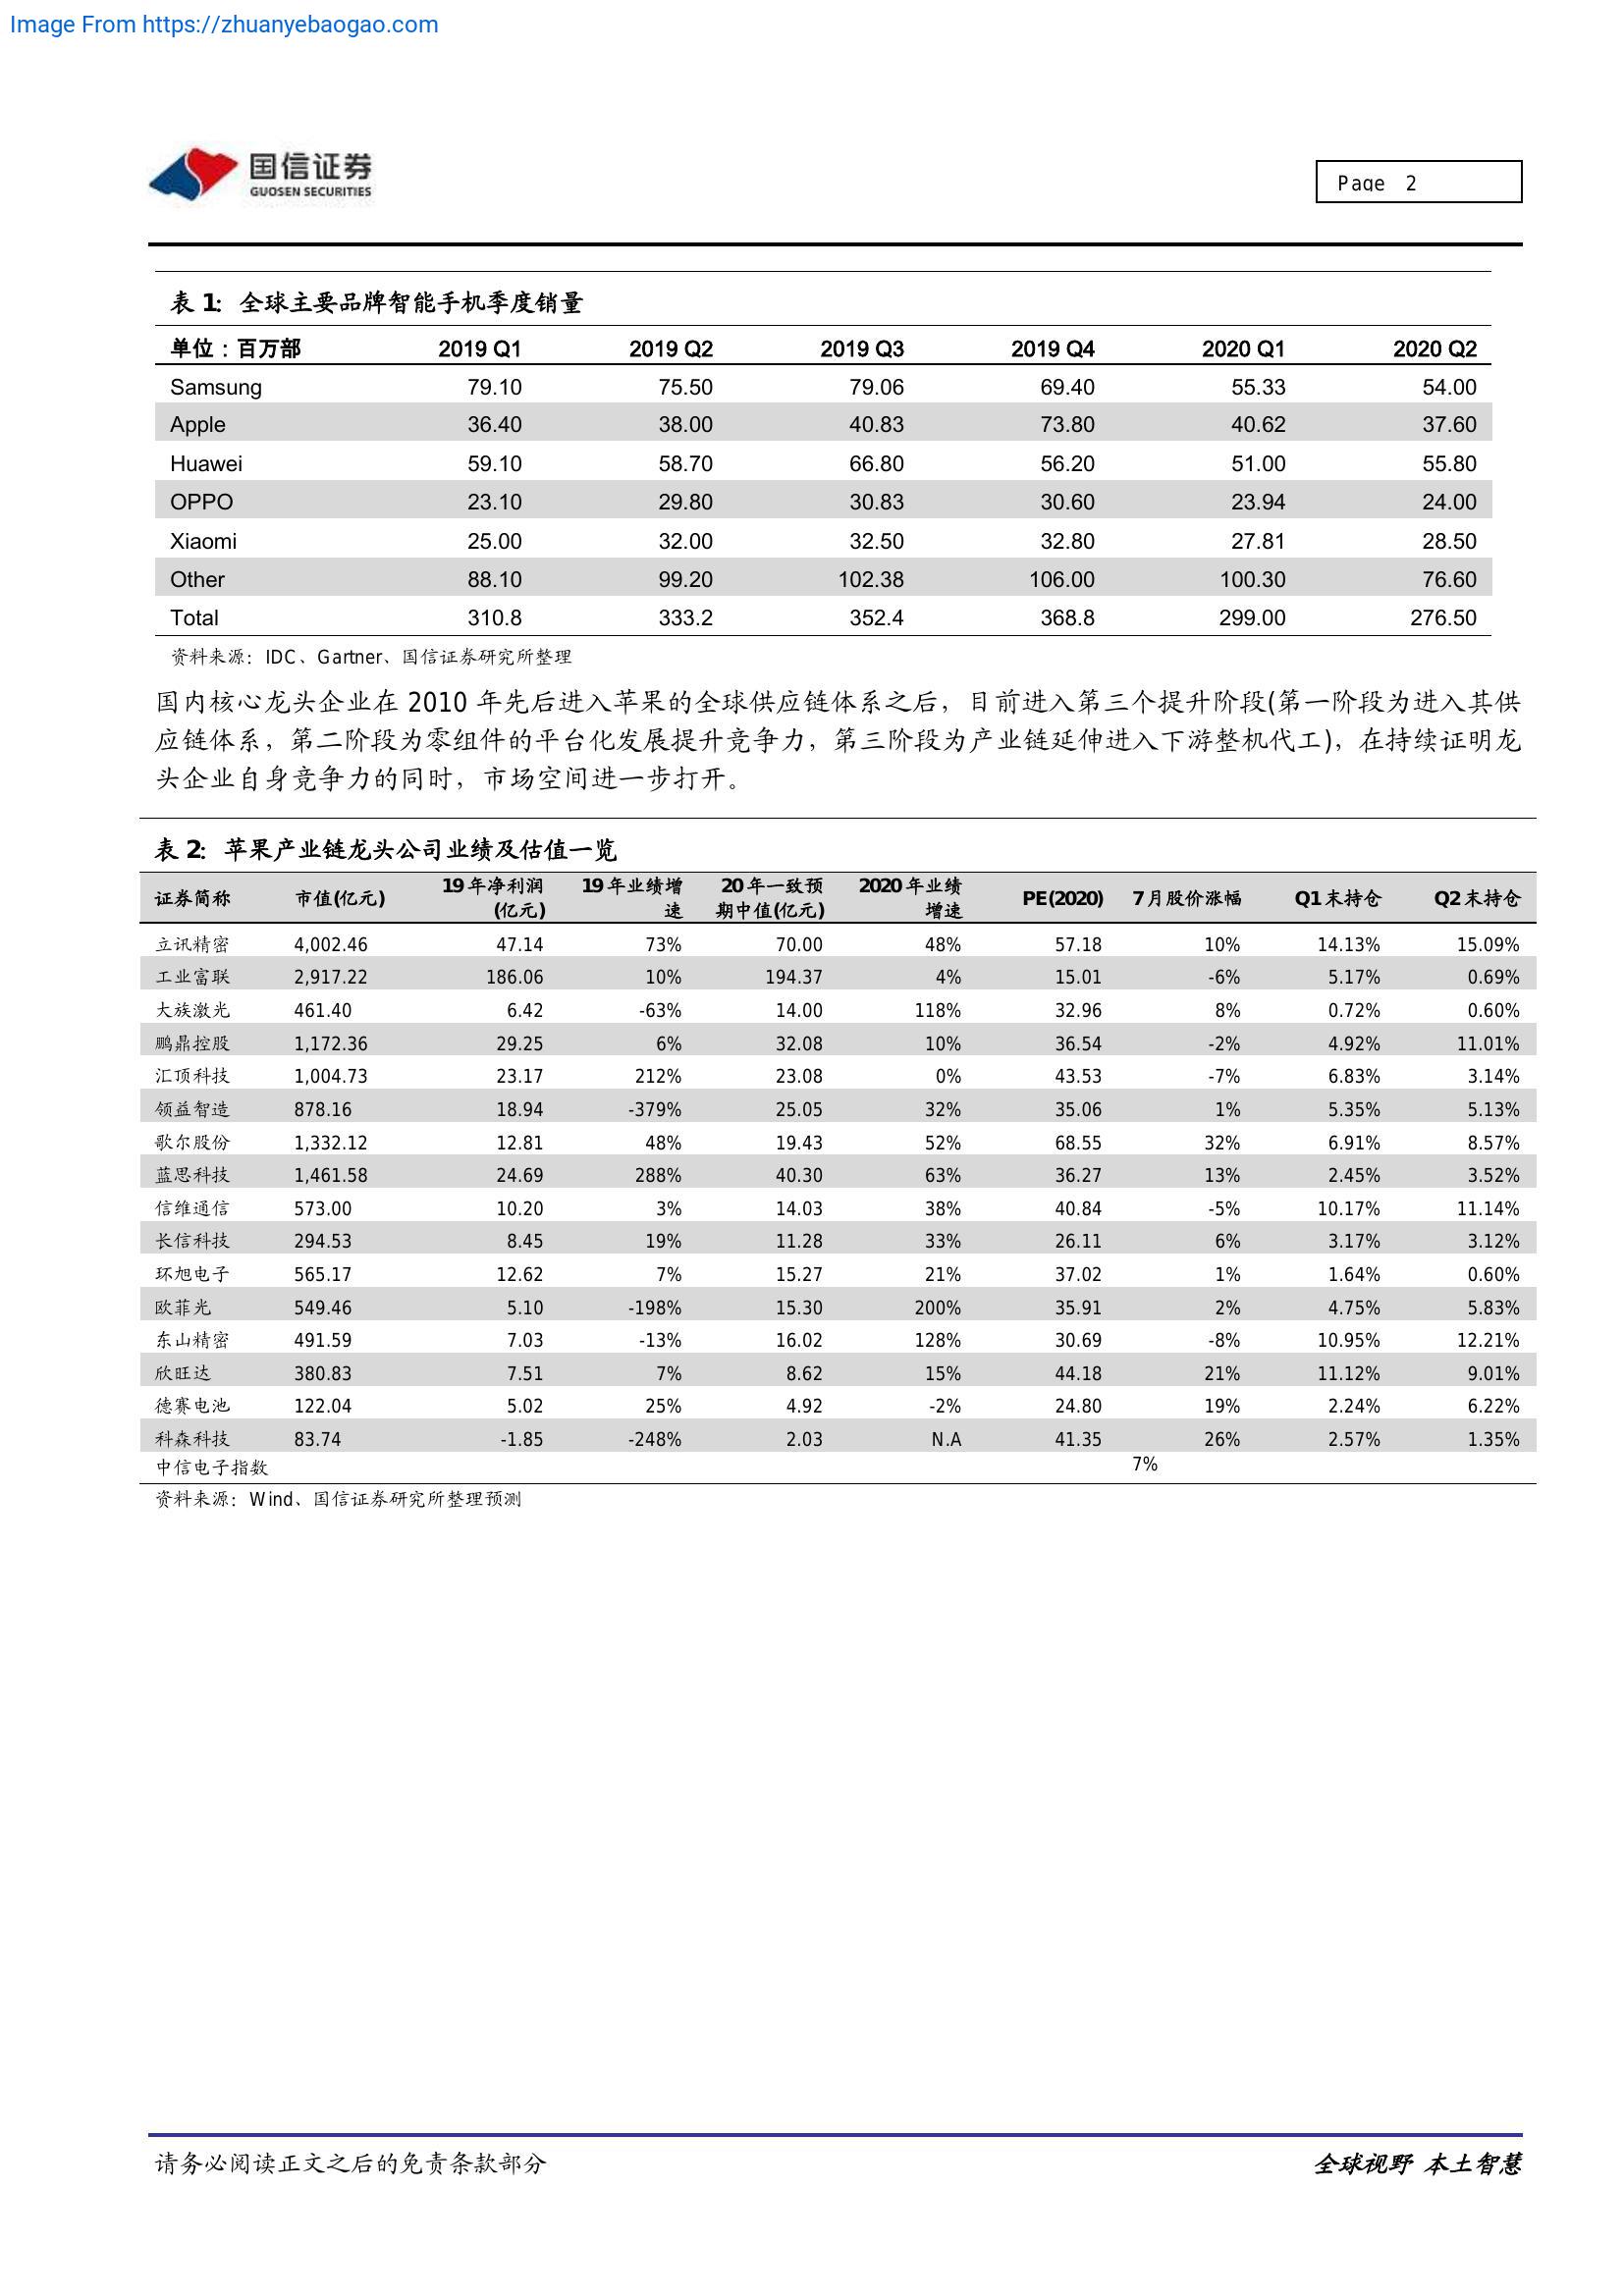 Image From https://zhuanyebaogao.com
国信证券
GUOSEN SECURITIES
Page 2
表 1: 全球主要品牌智能手机季度销量
单位：百万部 2019 Q1 2019 Q2 2019 Q3 2019 Q4 2020 Q1 2020 Q2
Samsung 79.10 75.50 79.06 69.40 55.33 54.00
Apple 36.40 38.00 40.83 73.80 40.62 37.60
Huawei 59.10 58.70 66.80 56.20 51.00 55.80
OPPO 23.10 29.80 30.83 30.60 23.94 24.00
Xiaomi 25.00 32.00 32.50 32.80 27.81 28.50
Other 88.10 99.20 102.38 106.00 100.30 76.60
Total 310.8 333.2 352.4 368.8 299.00 276.50
资料来源：IDC、Gartner、国信证券研究所整理
国内核心龙头企业在 2010 年先后进入苹果的全球供应链体系之后，目前进入第三个提升阶段(第一阶段为进入其供
应链体系，第二阶段为零组件的平台化发展提升竞争力，第三阶段为产业链延伸进入下游整机代工)，在持续证明龙
头企业自身竞争力的同时，市场空间进一步打开。
表 2: 苹果产业链龙头公司业绩及估值一览
证券简称 市值(亿元) 19 年净利润 19 年业绩增 20 年一致预 2020 年业绩 PE(2020) 7 月股价涨幅 Q1 末持仓 Q2 末持仓
(亿元) 速 期中值(亿元) 增速
立讯精密 4,002.46 47.14 73% 70.00 48% 57.18 10% 14.13% 15.09%
工业富联 2,917.22 186.06 10% 194.37 4% 15.01 -6% 5.17% 0.69%
大族激光 461.40 6.42 -63% 14.00 118% 32.96 8% 0.72% 0.60%
鹏鼎控股 1,172.36 29.25 6% 32.08 10% 36.54 -2% 4.92% 11.01%
汇顶科技 1,004.73 23.17 212% 23.08 0% 43.53 -7% 6.83% 3.14%
领益智造 878.16 18.94 -379% 25.05 32% 35.06 1% 5.35% 5.13%
歌尔股份 1,332.12 12.81 48% 19.43 52% 68.55 32% 6.91% 8.57%
蓝思科技 1,461.58 24.69 288% 40.30 63% 36.27 13% 2.45% 3.52%
信维通信 573.00 10.20 3% 14.03 38% 40.84 -5% 10.17% 11.14%
长信科技 294.53 8.45 19% 11.28 33% 26.11 6% 3.17% 3.12%
环旭电子 565.17 12.62 7% 15.27 21% 37.02 1% 1.64% 0.60%
欧菲光 549.46 5.10 -198% 15.30 200% 35.91 2% 4.75% 5.83%
东山精密 491.59 7.03 -13% 16.02 128% 30.69 -8% 10.95% 12.21%
欣旺达 380.83 7.51 7% 8.62 15% 44.18 21% 11.12% 9.01%
德赛电池 122.04 5.02 25% 4.92 -2% 24.80 19% 2.24% 6.22%
科森科技 83.74 -1.85 -248% 2.03 N.A 41.35 26% 2.57% 1.35%
中信电子指数 7%
资料来源：Wind、国信证券研究所整理预测
请务必阅读正文之后的免责条款部分 全球视野 本土智慧